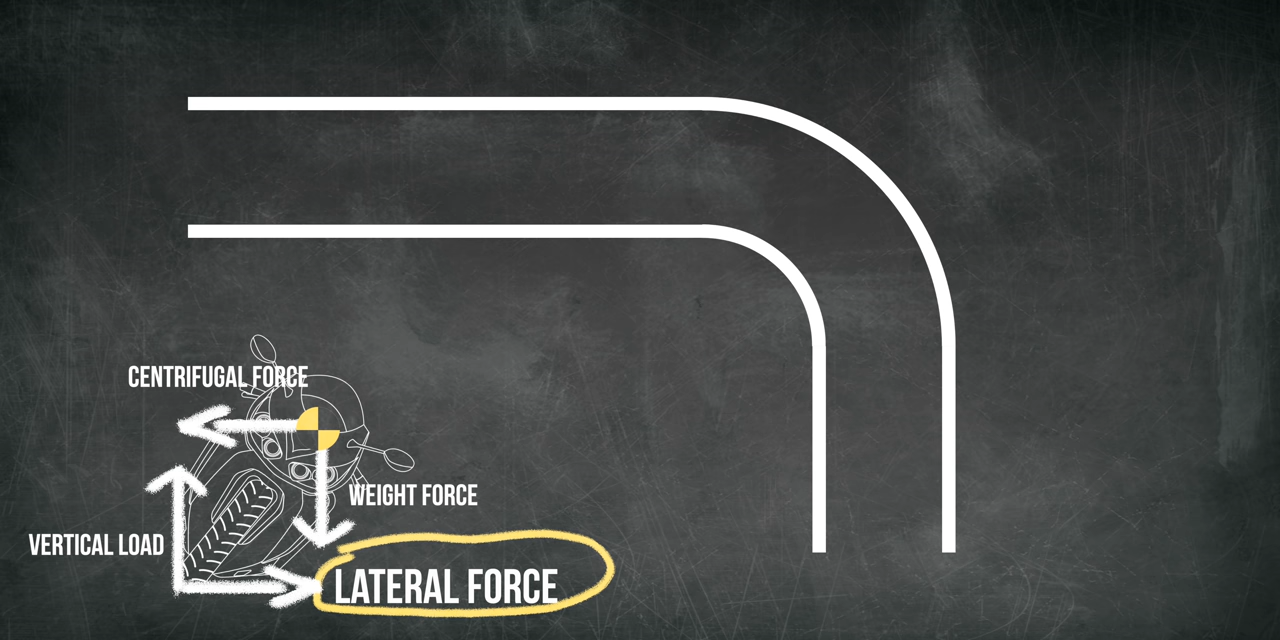 CENTRIFUGAL FORCE
WEIGHT FORCE
VERTICAL LOAD
LATERAL FORCE